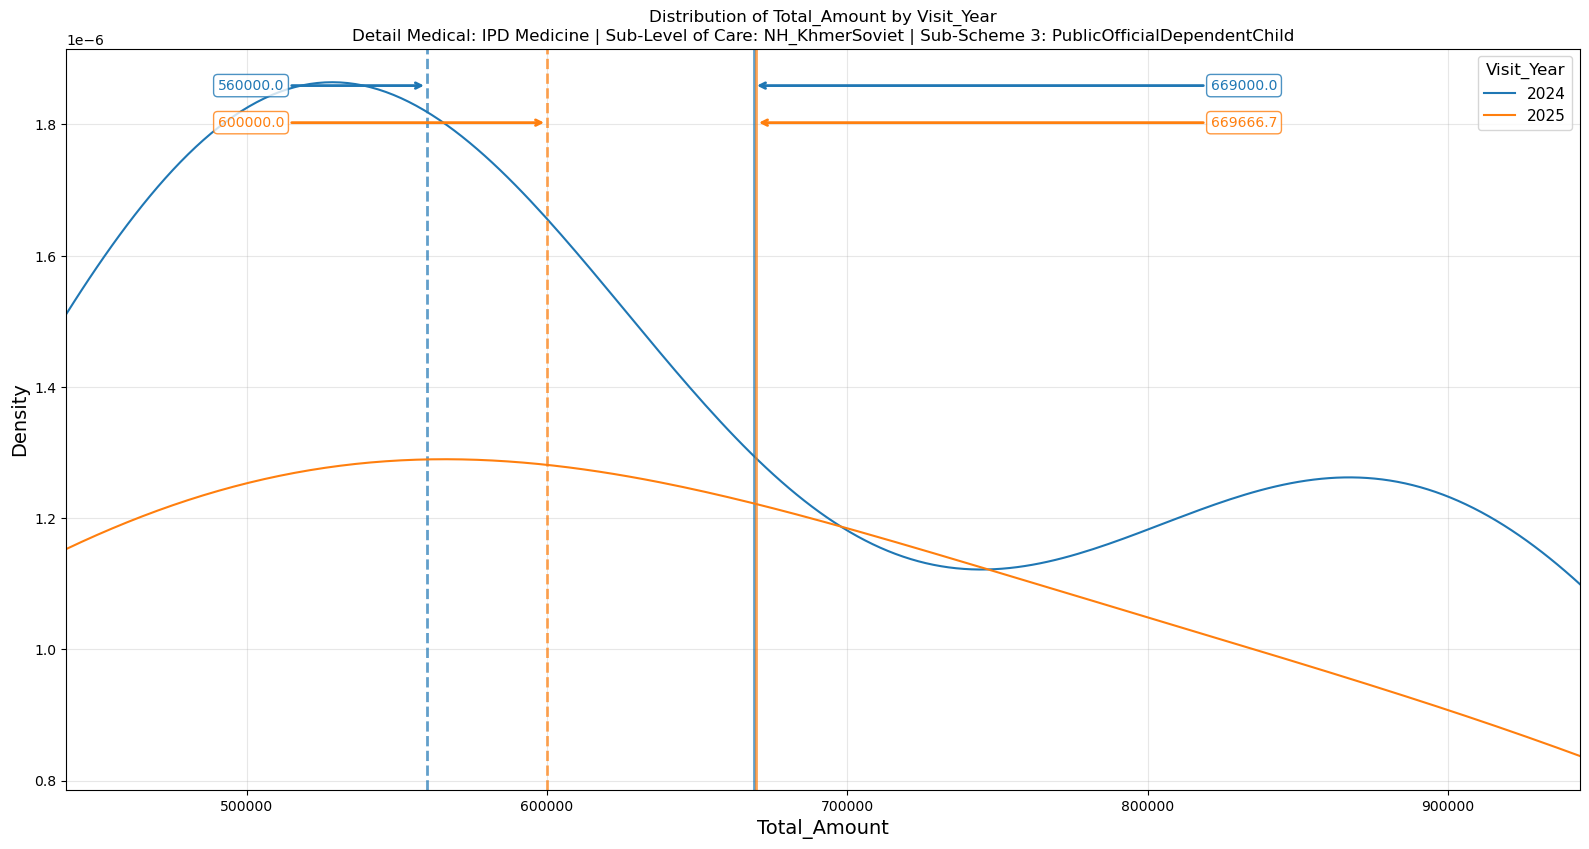 Distribution of Total_Amount by Visit_Year
Detail Medical: IPD Medicine | Sub-Level of Care: NH_KhmerSoviet | Sub-Scheme 3: PublicOfficialDependentChild
1e−6
560000.0
669000.0
600000.0
669666.7
Visit_Year
2024
2025
1.8
1.6
1.4
1.2
1.0
0.8
Density
500000
600000
700000
800000
900000
Total_Amount